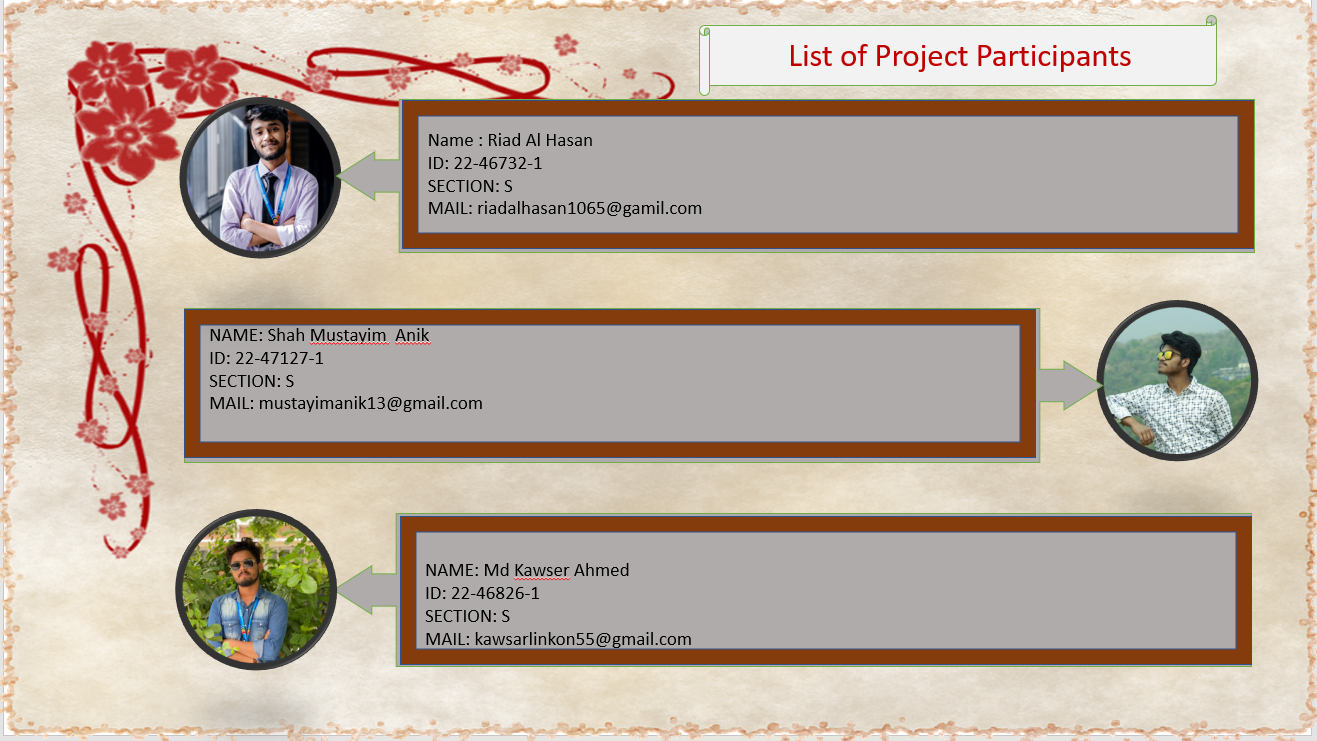 List of Project Participants
Name : Riad Al Hasan
ID: 22-46732-1
SECTION: S
MAIL: riadalhasan1065@gamil.com
NAME: Shah Mustayim  Anik
ID: 22-47127-1
SECTION: S
MAIL: mustayimanik13@gmail.com
NAME: Md Kawser Ahmed
ID: 22-46826-1
SECTION: S
MAIL: kawsarlinkon55@gmail.com